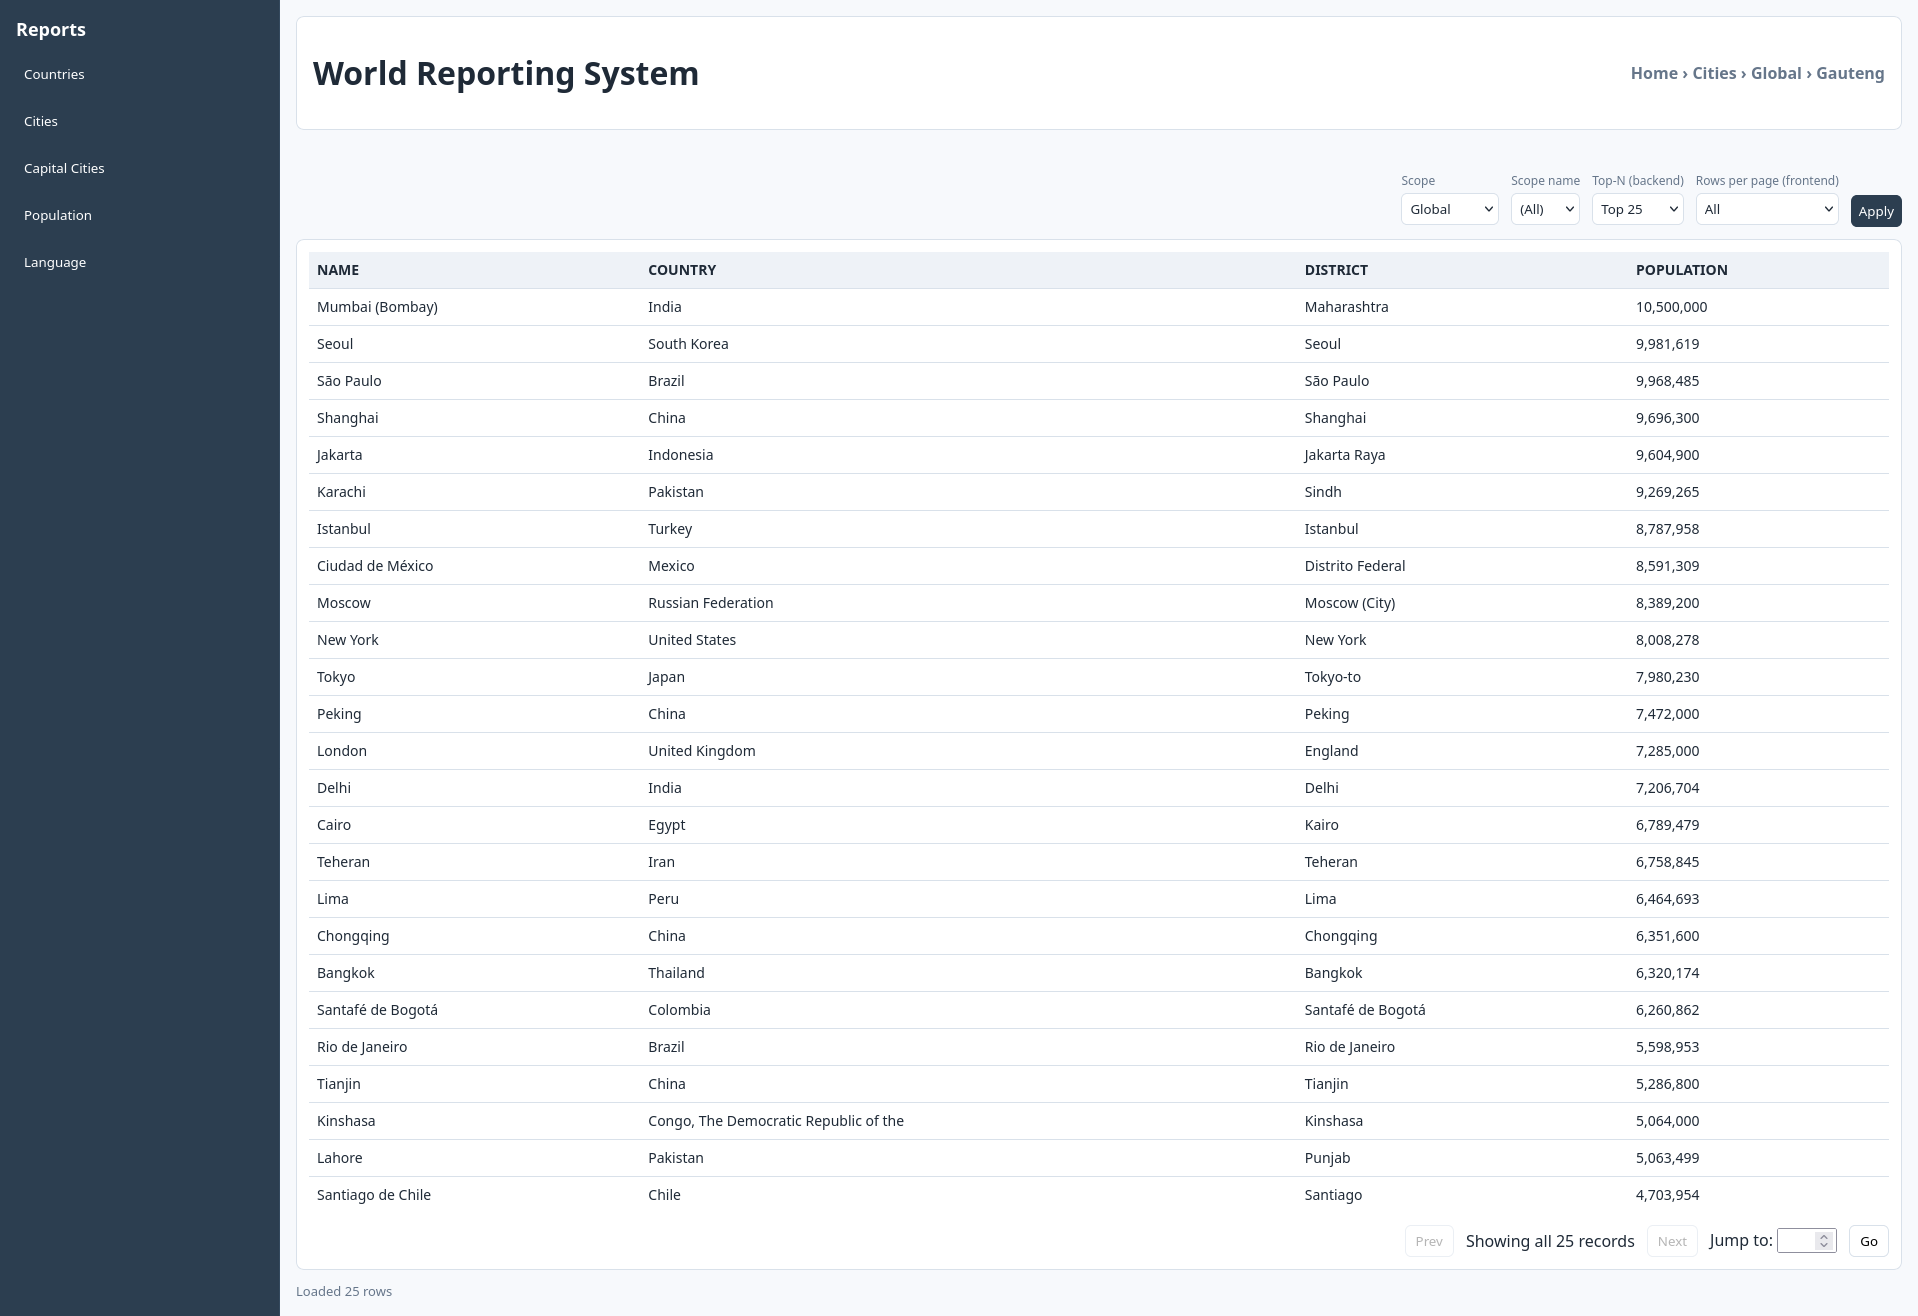 Reports
Countries
Cities
Capital Cities
Population
Language
World Reporting System
Home › Cities › Global › Gauteng
Scope Scope name Top-N (backend) Rows per page (frontend)
Global (All) Top 25 All Apply
NAME COUNTRY DISTRICT POPULATION
Mumbai (Bombay) India Maharashtra 10,500,000
Seoul South Korea Seoul 9,981,619
São Paulo Brazil São Paulo 9,968,485
Shanghai China Shanghai 9,696,300
Jakarta Indonesia Jakarta Raya 9,604,900
Karachi Pakistan Sindh 9,269,265
Istanbul Turkey Istanbul 8,787,958
Ciudad de México Mexico Distrito Federal 8,591,309
Moscow Russian Federation Moscow (City) 8,389,200
New York United States New York 8,008,278
Tokyo Japan Tokyo-to 7,980,230
Peking China Peking 7,472,000
London United Kingdom England 7,285,000
Delhi India Delhi 7,206,704
Cairo Egypt Kairo 6,789,479
Teheran Iran Teheran 6,758,845
Lima Peru Lima 6,464,693
Chongqing China Chongqing 6,351,600
Bangkok Thailand Bangkok 6,320,174
Santafé de Bogotá Colombia Santafé de Bogotá 6,260,862
Rio de Janeiro Brazil Rio de Janeiro 5,598,953
Tianjin China Tianjin 5,286,800
Kinshasa Congo, The Democratic Republic of the Kinshasa 5,064,000
Lahore Pakistan Punjab 5,063,499
Santiago de Chile Chile Santiago 4,703,954
Prev Showing all 25 records Next Jump to: Go
Loaded 25 rows